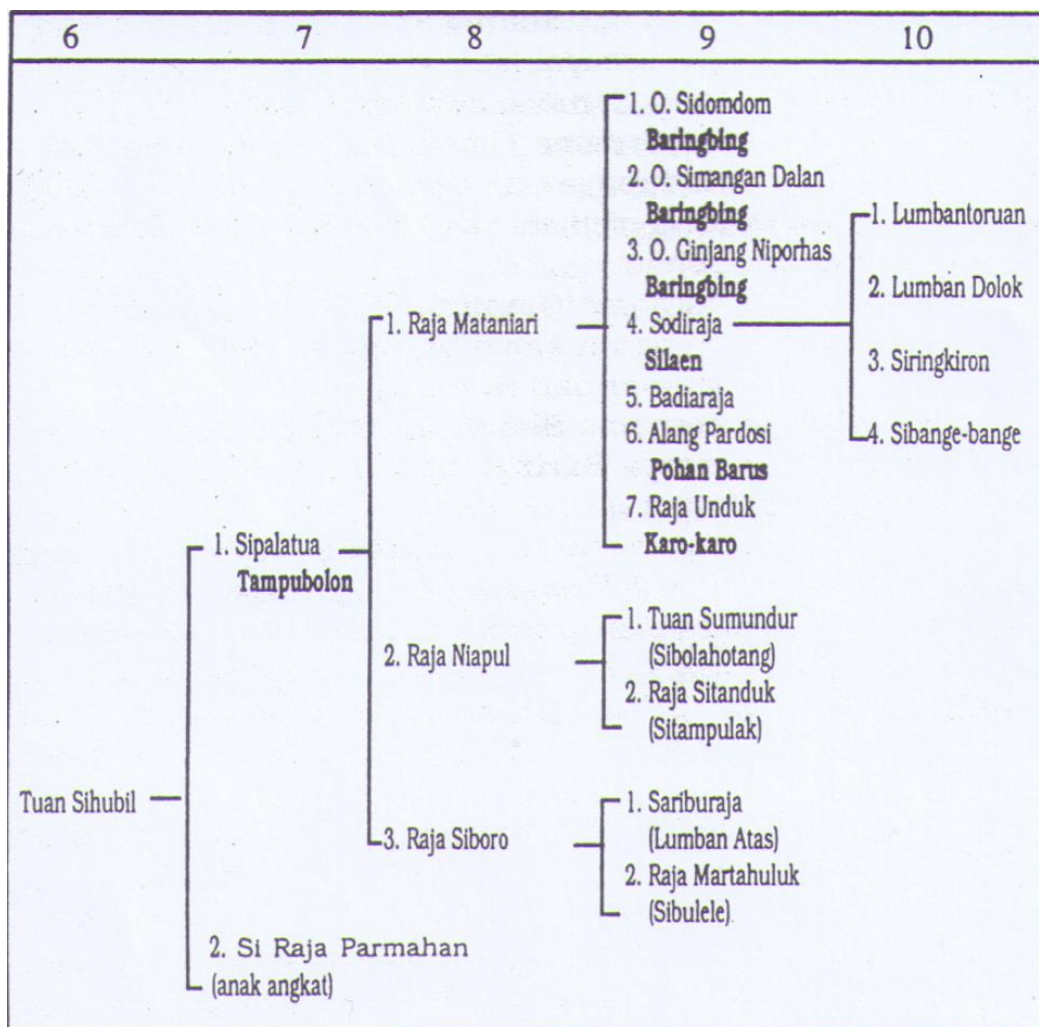 6 7 8 9 10
Tuan Sihubil
1. Sipalatua
Tampubolon
2. Si Raja Parmahan
(anak angkat)
1. Raja Mataniari
2. Raja Niapul
3. Raja Siboro
1. O. Sidomdom
Baringbing
2. O. Simangan Dalan
Baringbing
3. O. Ginjang Niporhas
Baringbing
4. Sodiraja
Silaen
5. Badiaraja
6. Alang Pardosi
Pohan Barus
7. Raja Unduk
Karo-karo
1. Tuan Sumundur
(Sibolahotang)
2. Raja Sitanduk
(Sitampulak)
1. Sariburaja
(Lumban Atas)
2. Raja Martahuluk
(Sibulele)
1. Lumbantoruan
2. Lumban Dolok
3. Siringkiron
4. Sibange-bange